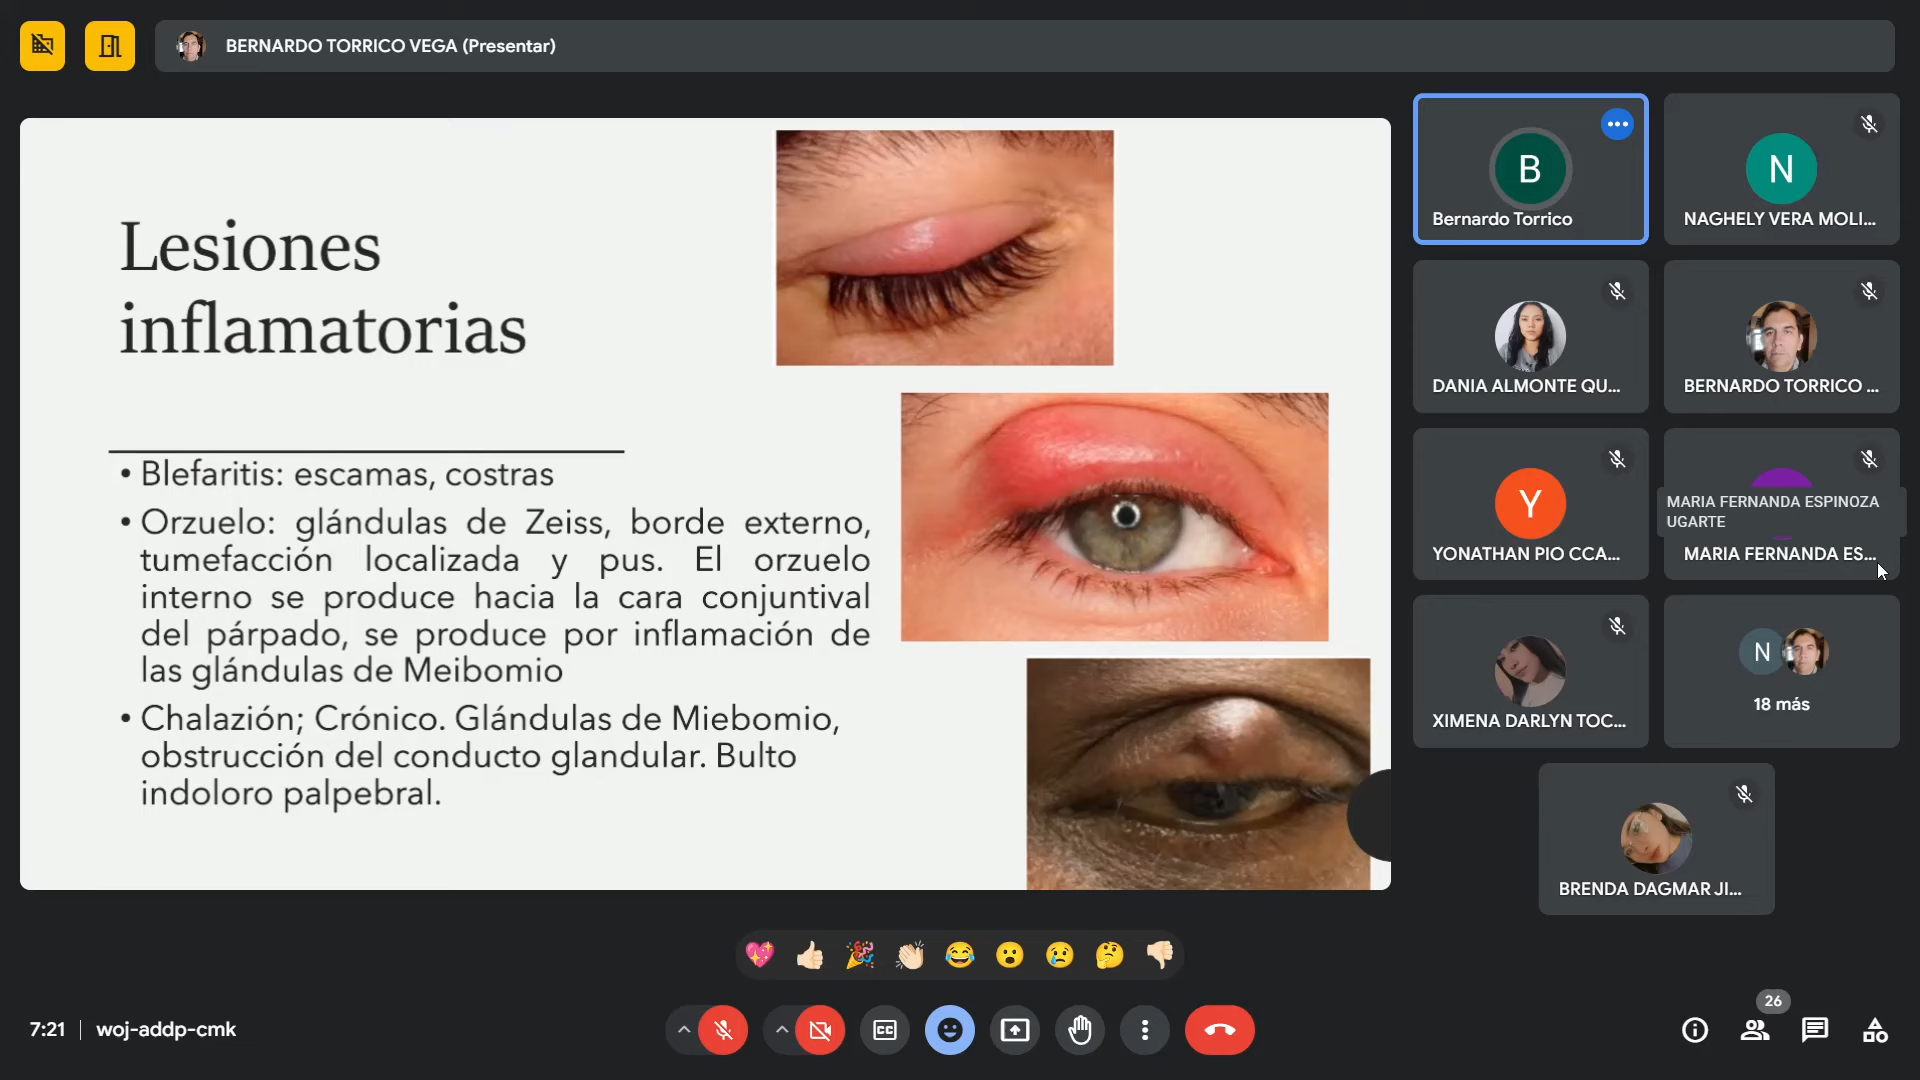 BERNARDO TORRICO VEGA (Presentar)
Lesiones
inflamatorias
• Blefaritis: escamas, costras
• Orzuelo: glándulas de Zeiss, borde externo,
tumefacción localizada y pus. El orzuelo
interno se produce hacia la cara conjuntival
del párpado, se produce por inflamación de
las glándulas de Meibomio
• Chalazión; Crónico. Glándulas de Miebomio,
obstrucción del conducto glandular. Bulto
indoloro palpebral.
B
Bernardo Torrico
N
NAGHELY VERA MOLI...
DANIA ALMONTE QU...
BERNARDO TORRICO ...
Y
YONATHAN PIO CCA...
MARIA FERNANDA ESPINOZA
UGARTE
MARIA FERNANDA ES...
XIMENA DARLYN TOC...
N
18 más
BRENDA DAGMAR JI...
7:21 | woj-addp-cmk
CC
26